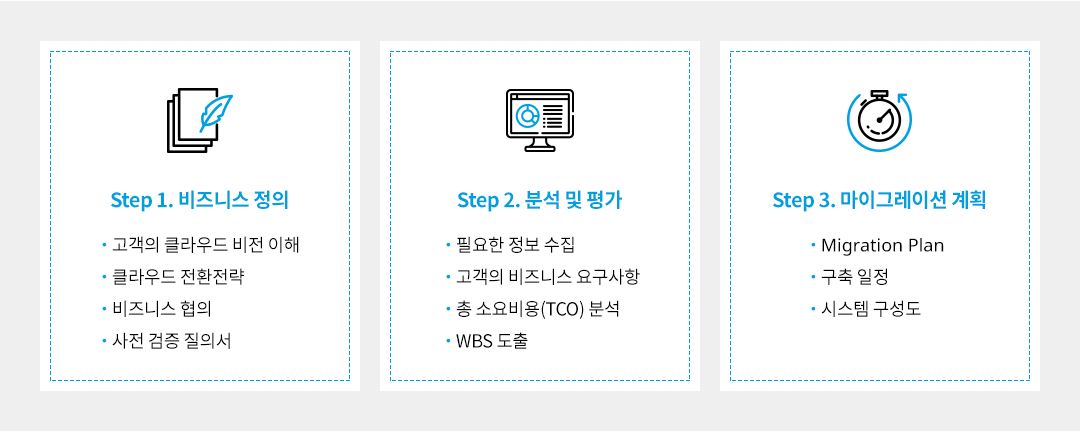 Step 1. 비즈니스 정의
• 고객의 클라우드 비전 이해
• 클라우드 전환전략
• 비즈니스 협의
• 사전 검증 질의서
Step 2. 분석 및 평가
• 필요한 정보 수집
• 고객의 비즈니스 요구사항
• 총 소요비용(TCO) 분석
• WBS 도출
Step 3. 마이그레이션 계획
• Migration Plan
• 구축 일정
• 시스템 구성도